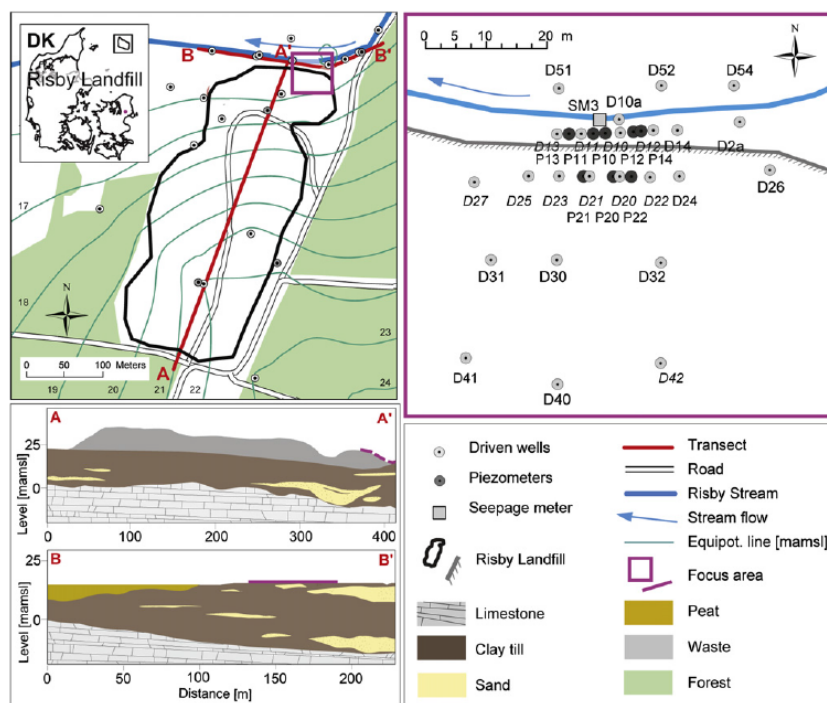 DK
Risby Landfill
B
A'
B'
17
18
19
20
21
22
23
24
N
A
0 50 100 Meters
0 5 10 20 m
N
D51
D52
D54
SM3
D10a
D13
D11
D10
D12
D14
D2a
P13
P11
P10
P12
P14
D26
D27
D25
D23
D21
D20
D22
D24
P21
P20
P22
D31
D30
D32
D41
D40
D42
A
A'
Level [mamsl]
25
0
0 100 200 300 400
B
B'
Level [mamsl]
25
0
0 50 100 150 200
Distance [m]
Driven wells
Piezometers
Seepage meter
Risby Landfill
Limestone
Clay till
Sand
Transect
Road
Risby Stream
Stream flow
Equipot. line [mamsl]
Focus area
Peat
Waste
Forest